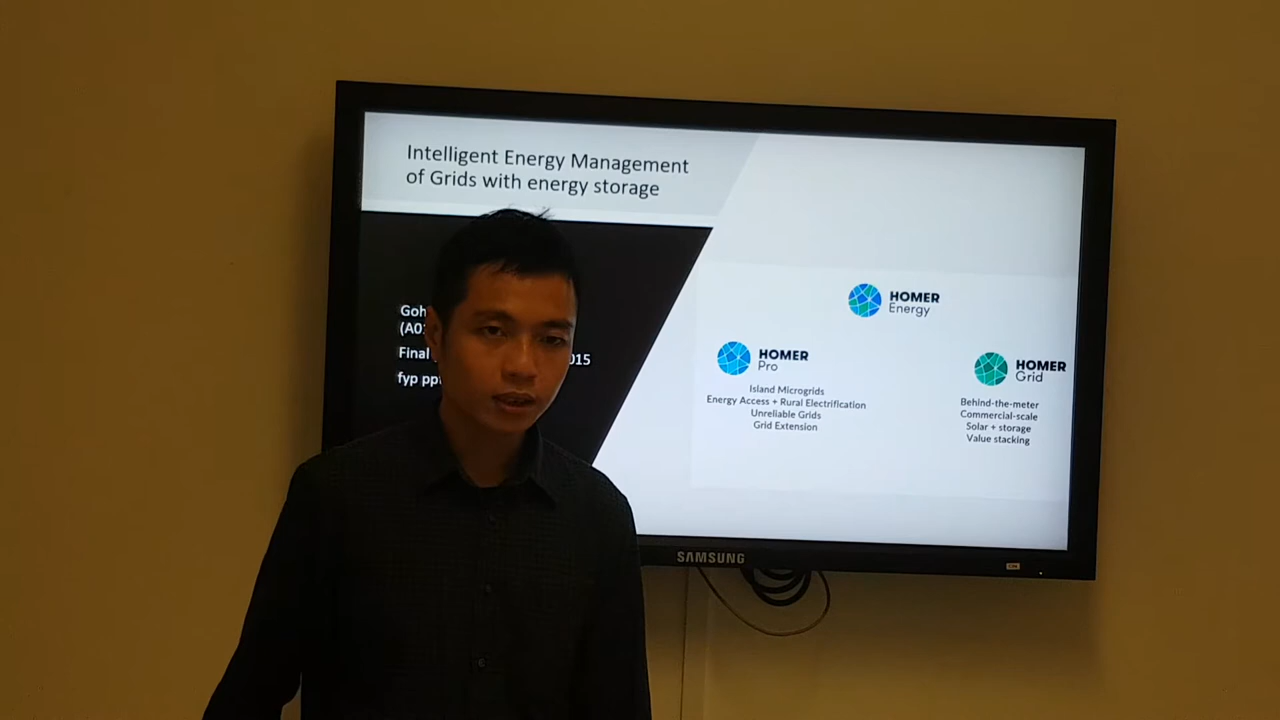 Intelligent Energy Management
of Grids with energy storage
Goh
(A0
Final 015
fyp pp
HOMER
Energy
HOMER
Pro
Island Microgrids
Energy Access + Rural Electrification
Unreliable Grids
Grid Extension
HOMER
Grid
Behind-the-meter
Commercial-scale
Solar + storage
Value stacking
SAMSUNG